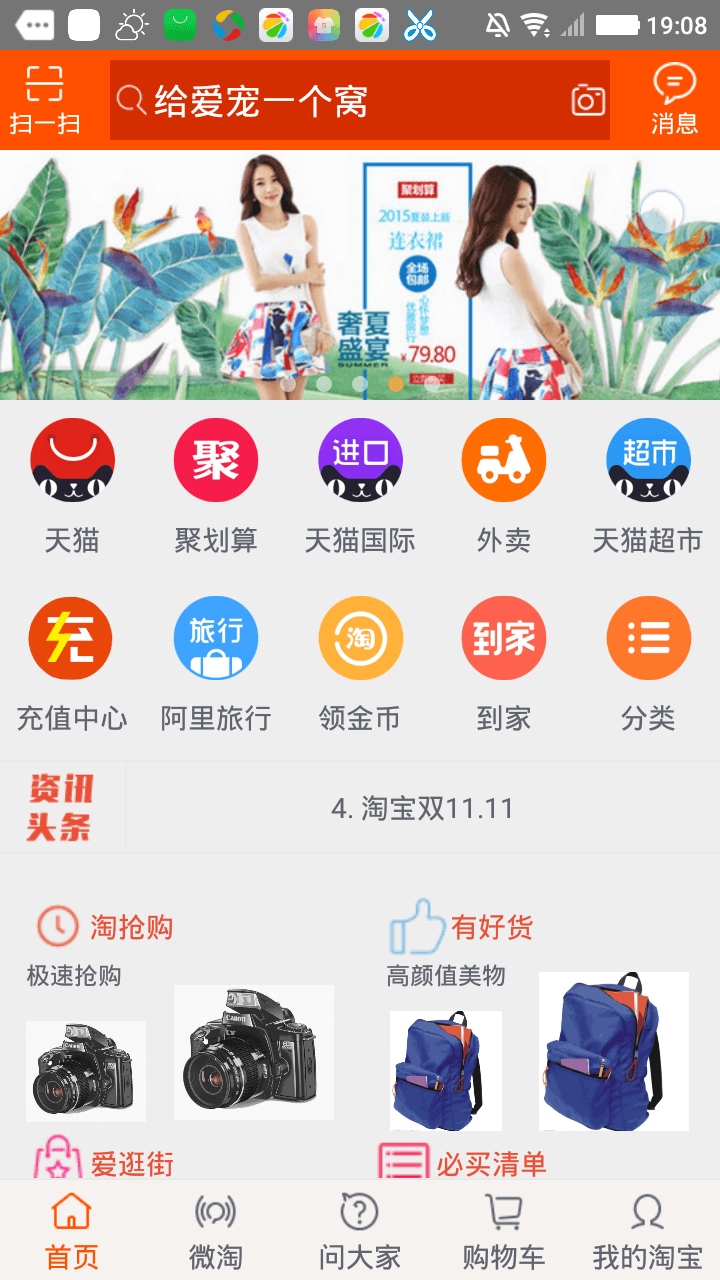 19:08
扫一扫
给爱宠一个窝
消息
聚划算
2015夏装上新
连衣裙
全场
包邮
奢夏
盛宴
SUMMER
¥79.80
聚
进口
超市
天猫
聚划算
天猫国际
外卖
天猫超市
充
旅行
淘
到家
充值中心
阿里旅行
领金币
到家
分类
资讯
头条
4. 淘宝双11.11
淘抢购
有好货
极速抢购
高颜值美物
Canon
爱逛街
必买清单
首页
微淘
问大家
购物车
我的淘宝